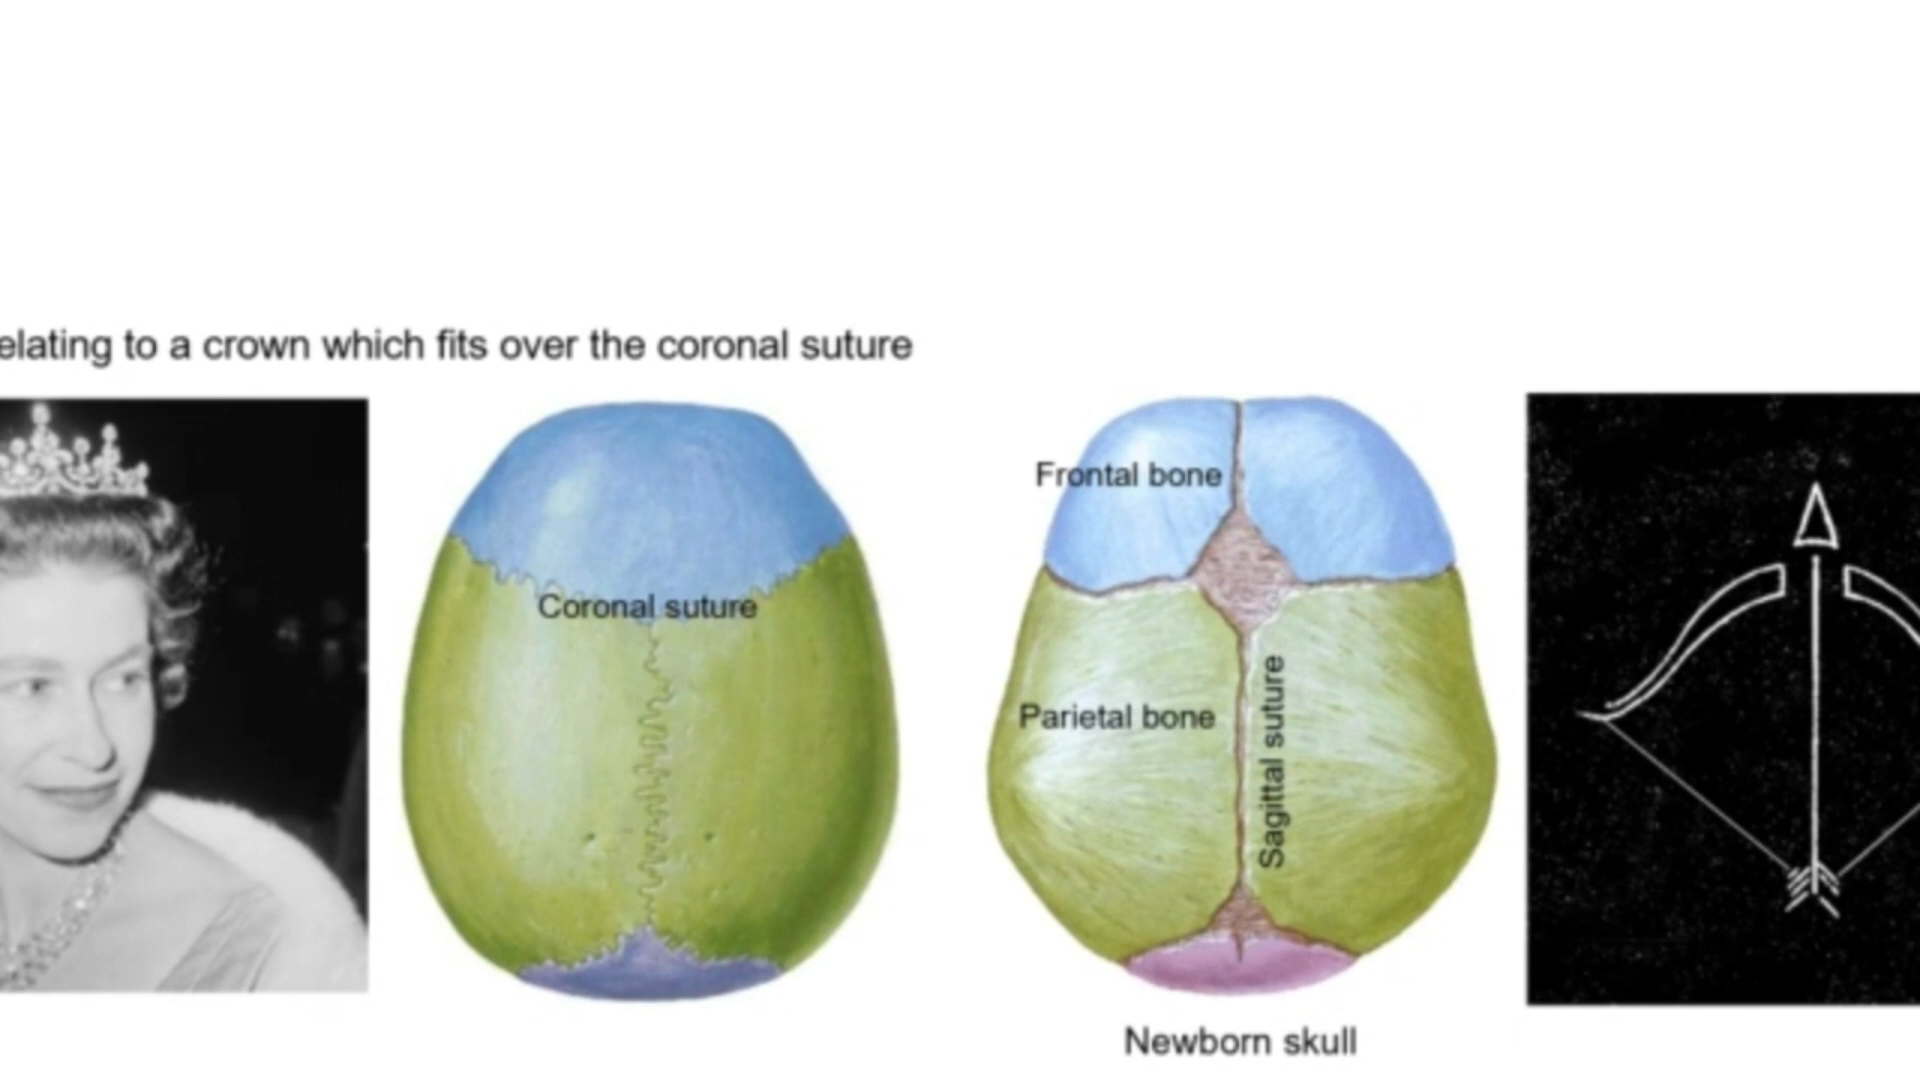 elating to a crown which fits over the coronal suture
Frontal bone
Coronal suture
Parietal bone
Sagittal suture
Newborn skull